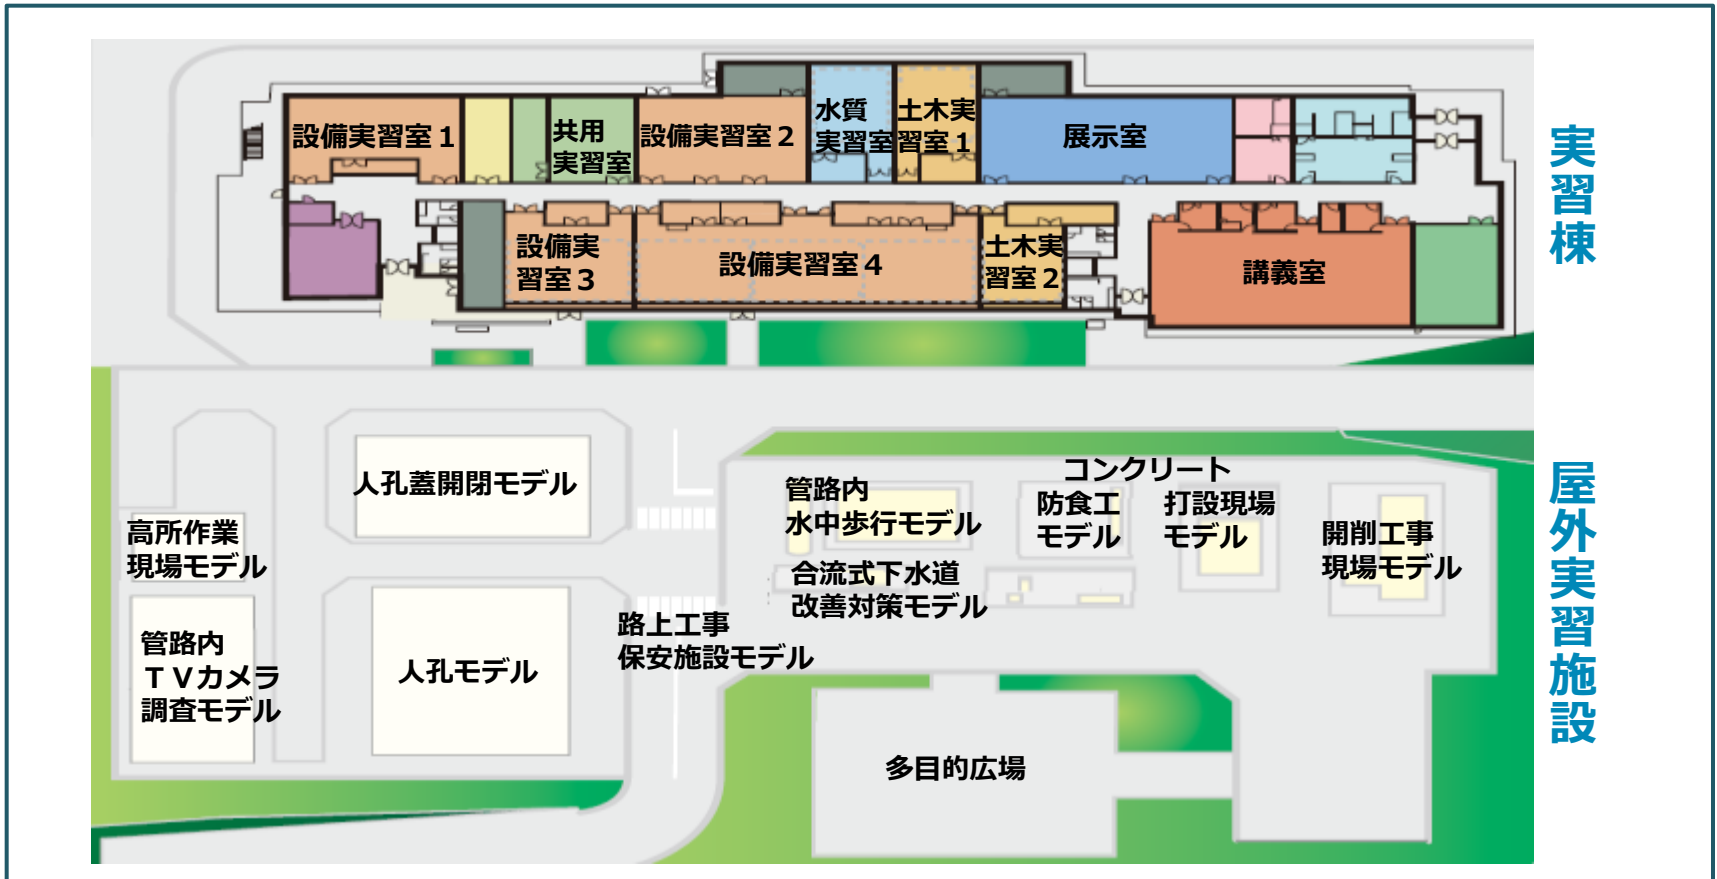 設備実習室１
共用
実習室
設備実習室２
水質
実習室
土木実
習室１
展示室
設備実
習室３
設備実習室４
土木実
習室２
講義室
実習棟
人孔蓋開閉モデル
高所作業
現場モデル
管路内
ＴＶカメラ
調査モデル
人孔モデル
路上工事
保安施設モデル
管路内
水中歩行モデル
合流式下水道
改善対策モデル
コンクリート
防食工
モデル
打設現場
モデル
開削工事
現場モデル
多目的広場
屋外実習施設